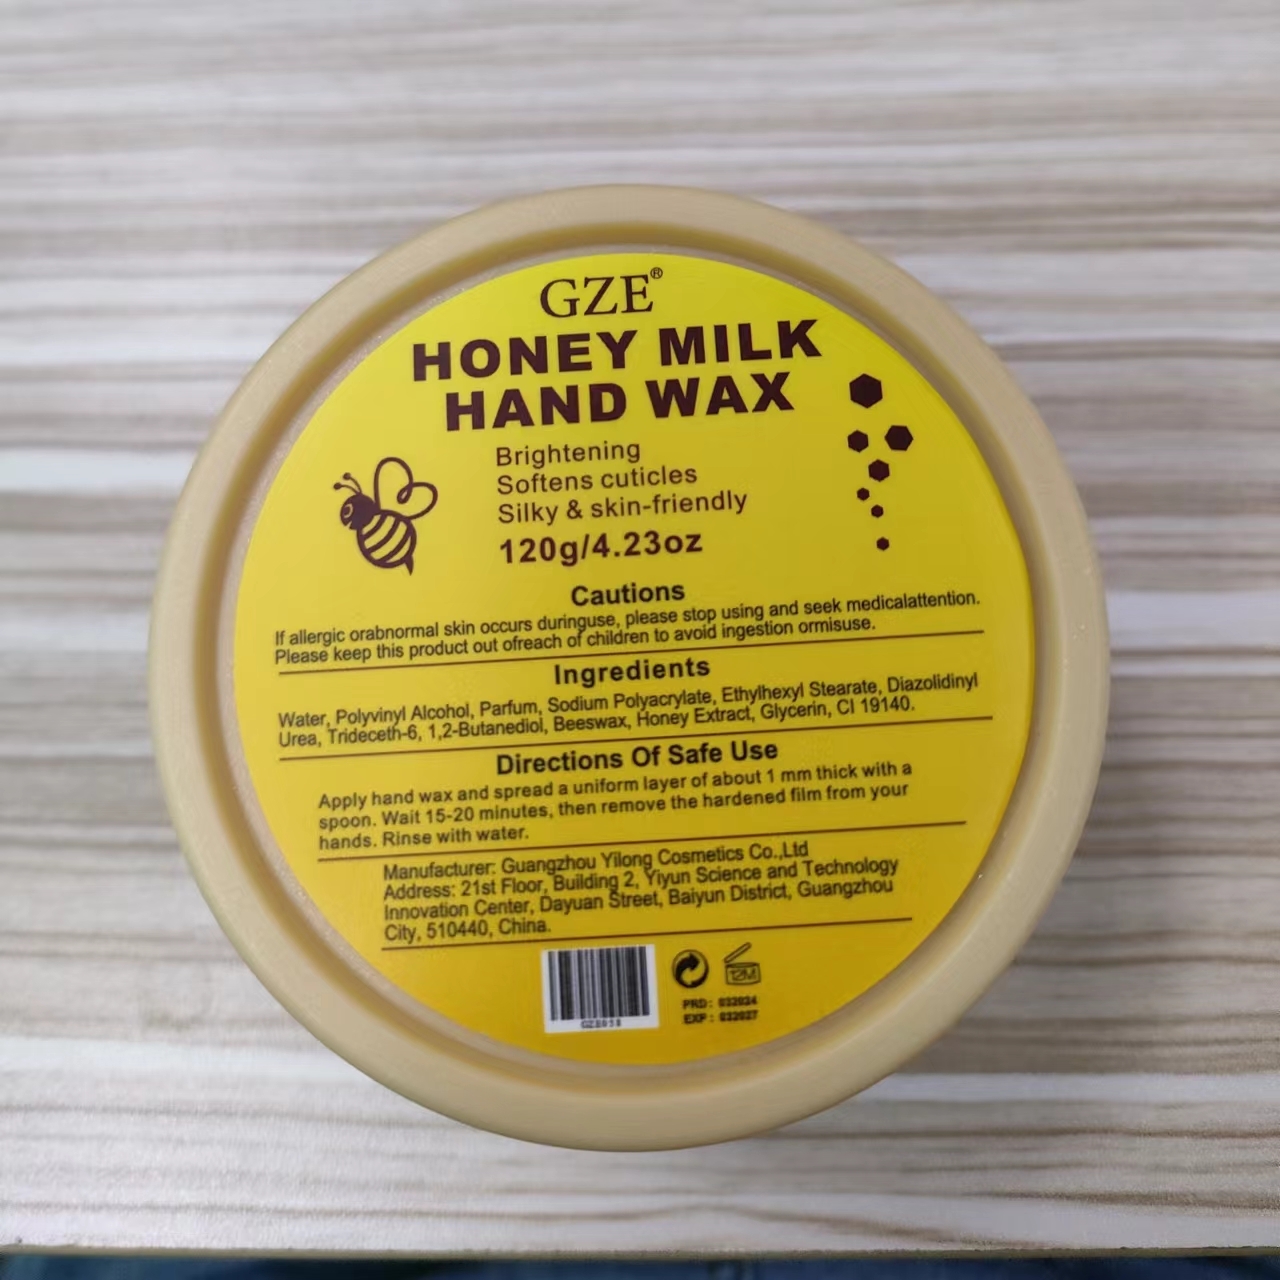 GZE®
HONEY MILK
HAND WAX
Brightening
Softens cuticles
Silky & skin-friendly
120g/4.23oz
Cautions
If allergic orabnormal skin occurs duringuse, please stop using and seek medicalattention.
Please keep this product out ofreach of children to avoid ingestion ormisuse.
Ingredients
Water, Polyvinyl Alcohol, Parfum, Sodium Polyacrylate, Ethylhexyl Stearate, Diazolidinyl
Urea, Trideceth-6, 1,2-Butanediol, Beeswax, Honey Extract, Glycerin, CI 19140.
Directions Of Safe Use
Apply hand wax and spread a uniform layer of about 1 mm thick with a
spoon. Wait 15-20 minutes, then remove the hardened film from your
hands. Rinse with water.
Manufacturer: Guangzhou Yilong Cosmetics Co.,Ltd
Address: 21st Floor, Building 2, Yiyun Science and Technology
Innovation Center, Dayuan Street, Baiyun District, Guangzhou
City, 510440, China.
12M
PRD: 032024
EXP: 032027